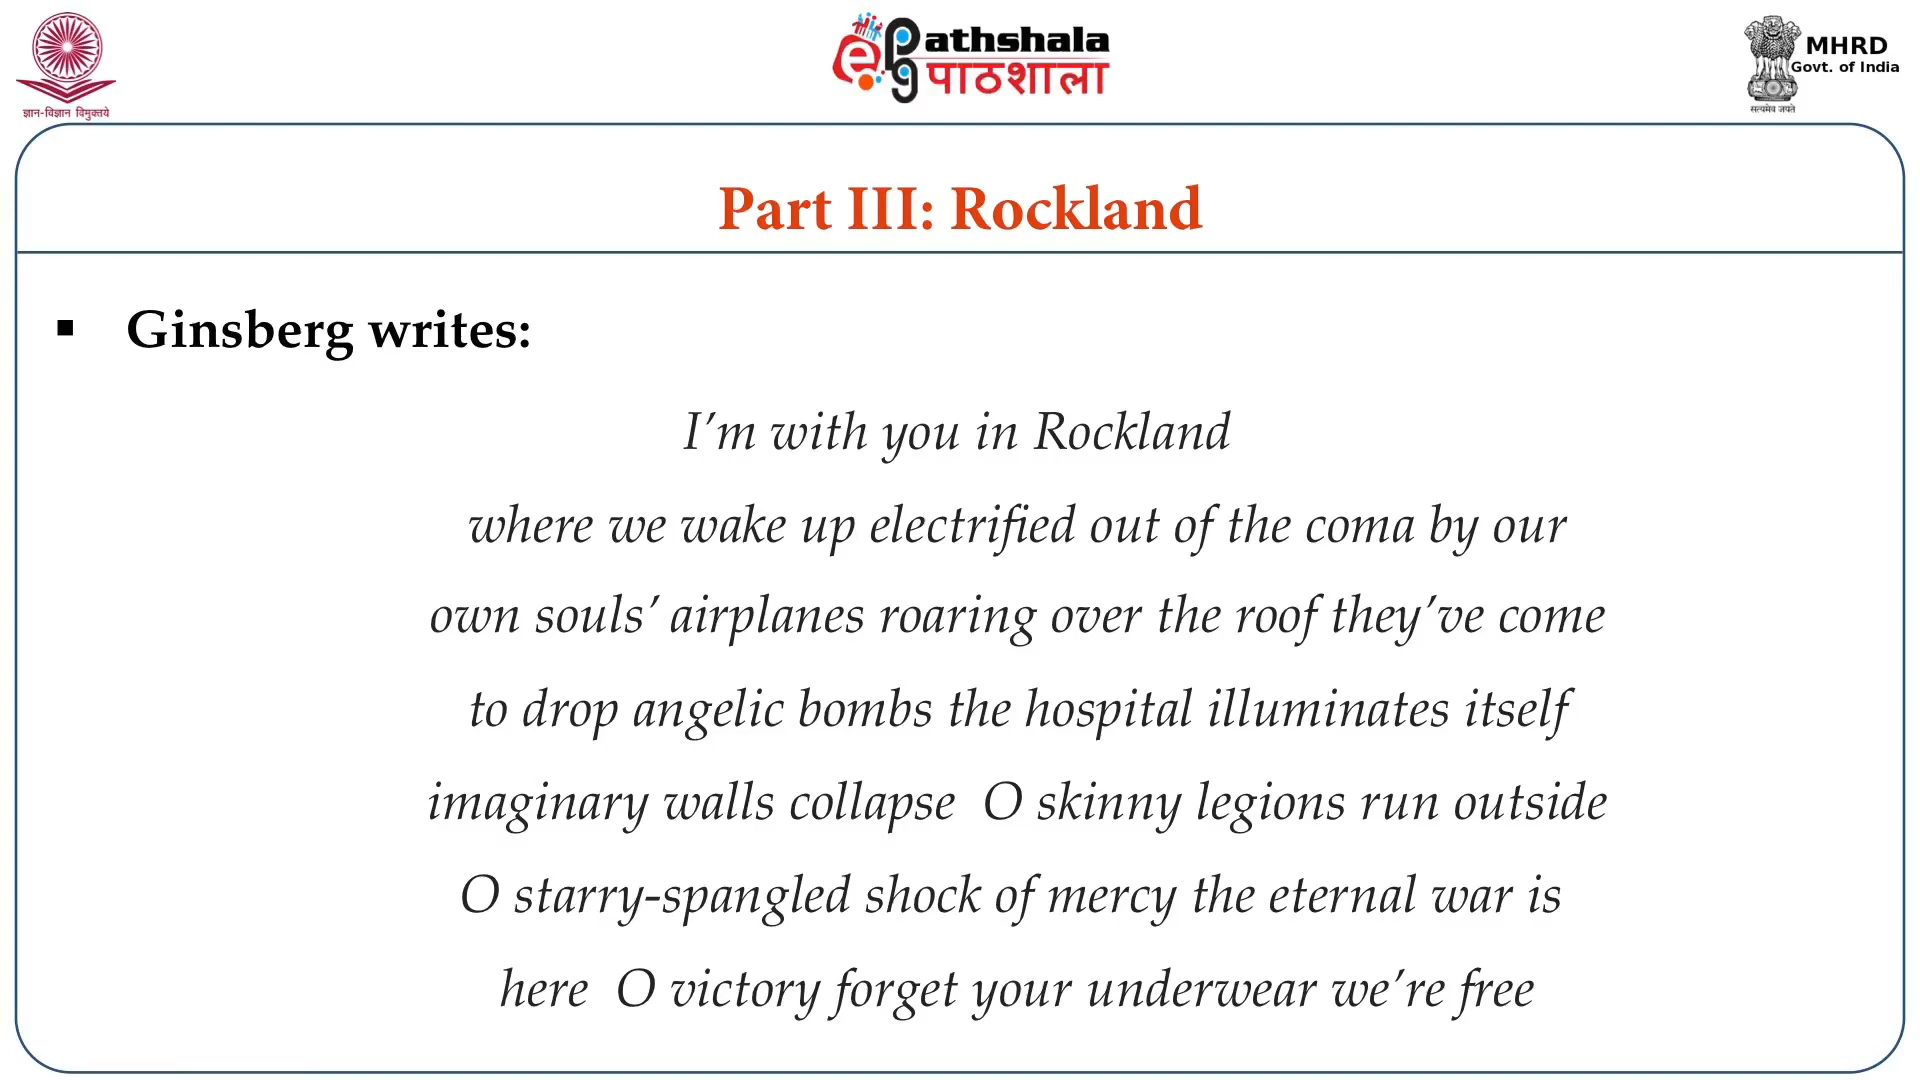 ज्ञान-विज्ञान विमुक्तये
ePathshala
पाठशाला
MHRD
Govt. of India
सत्यमेव जयते
Part III: Rockland
▪ Ginsberg writes:
I’m with you in Rockland
where we wake up electrified out of the coma by our
own souls’ airplanes roaring over the roof they’ve come
to drop angelic bombs the hospital illuminates itself
imaginary walls collapse  O skinny legions run outside
O starry-spangled shock of mercy the eternal war is
here  O victory forget your underwear we’re free